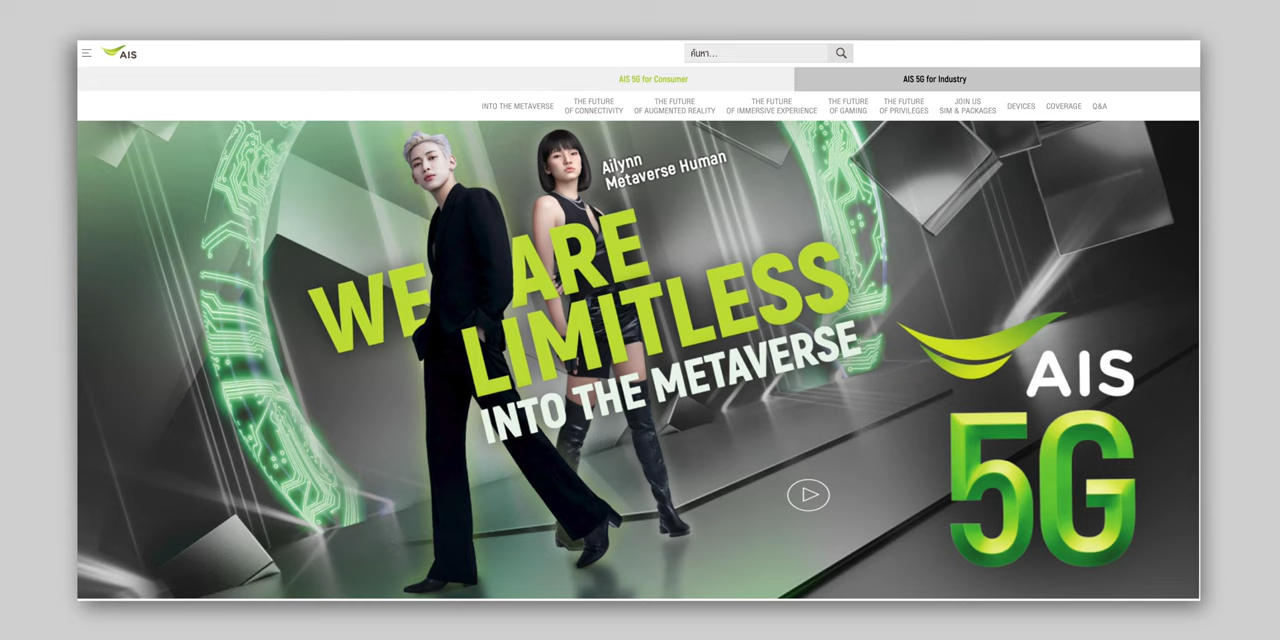 AIS
ค้นหา...
AIS 5G for Consumer
AIS 5G for Industry
INTO THE METAVERSE
THE FUTURE
OF CONNECTIVITY
THE FUTURE
OF AUGMENTED REALITY
THE FUTURE
OF IMMERSIVE EXPERIENCE
THE FUTURE
OF GAMING
THE FUTURE
OF PRIVILEGES
JOIN US
SIM & PACKAGES
DEVICES
COVERAGE
Q&A
Ailynn
Metaverse Human
WE ARE
LIMITLESS
INTO THE METAVERSE
AIS
5G